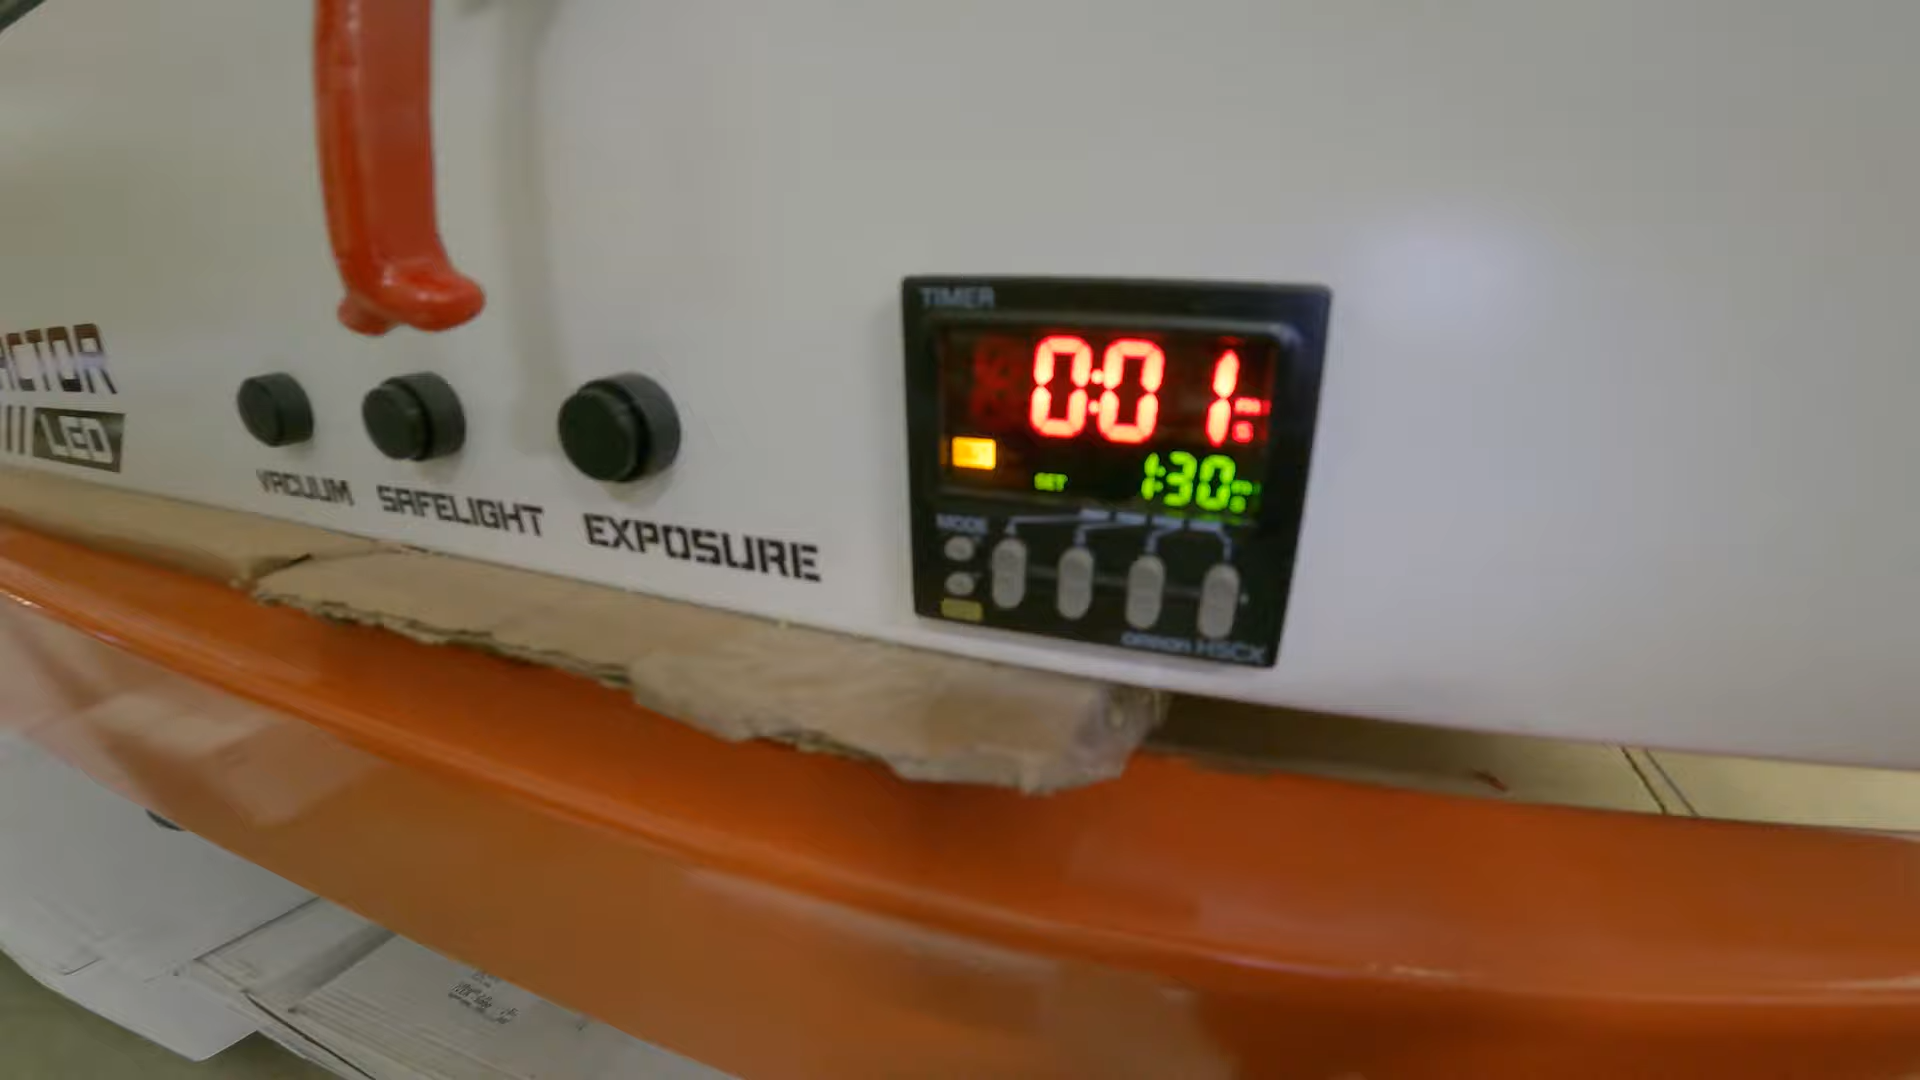 ACTOR
LED
VACUUM
SAFELIGHT
EXPOSURE
TIMER
0:01
m
s
SET
1:30
m
s
MODE
omron H5CX